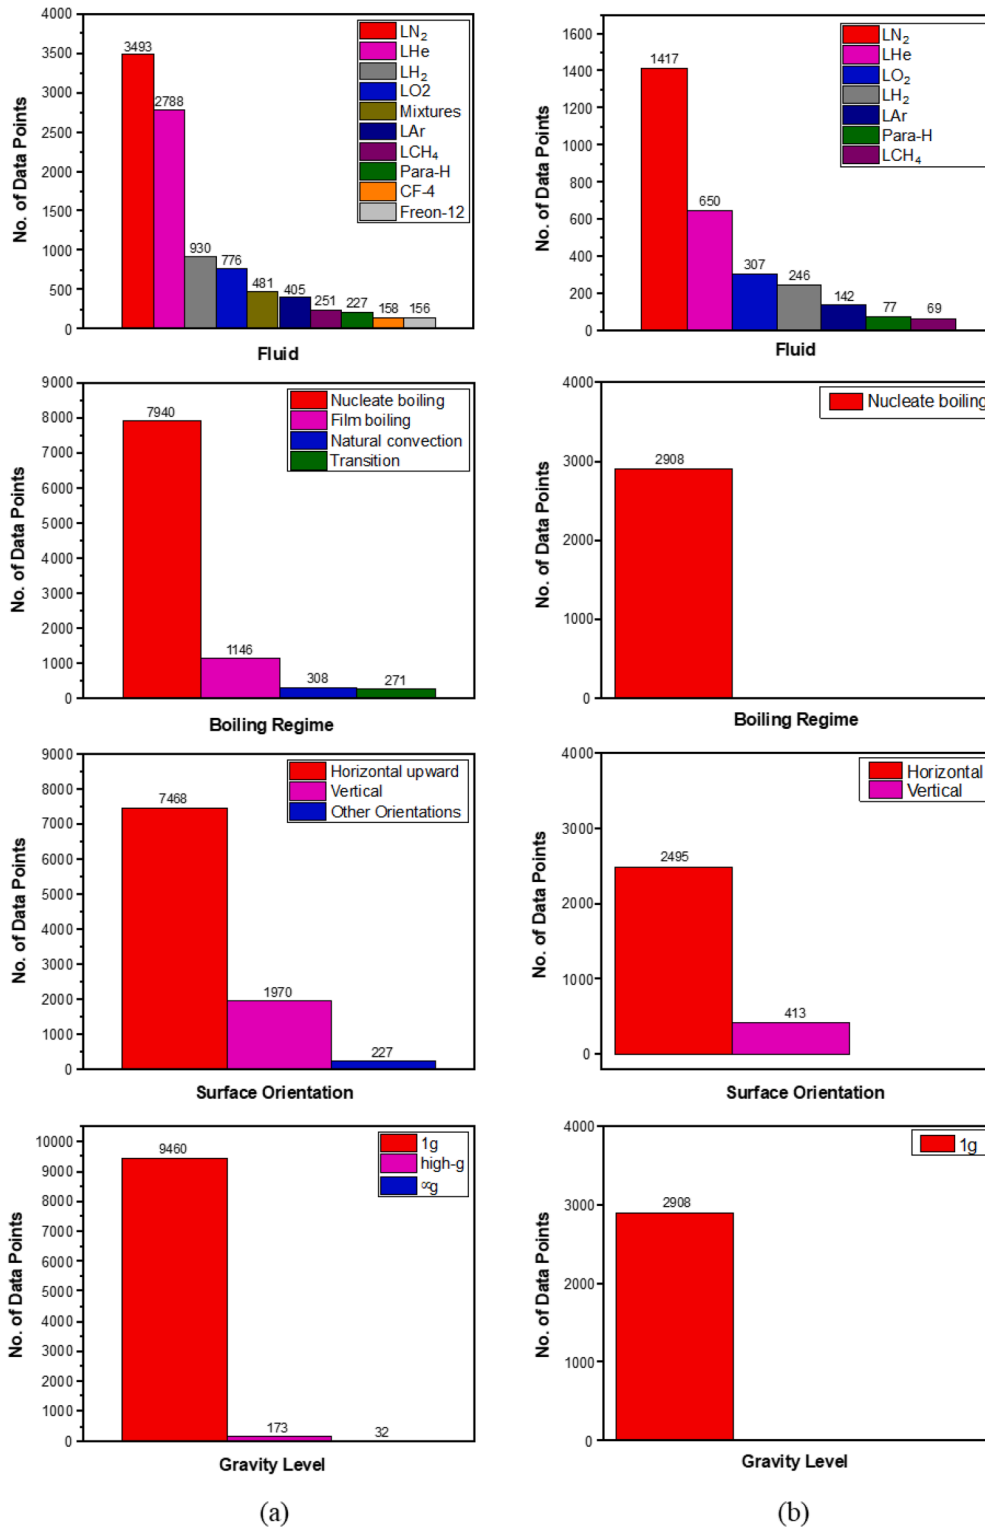 4000
3500
3000
2500
2000
1500
1000
500
0
No. of Data Points
3493
2788
930
776
481
405
251
227
158
156
LN₂
LHe
LH₂
LO2
Mixtures
LAr
LCH₄
Para-H
CF-4
Freon-12
Fluid
1600
1400
1200
1000
800
600
400
200
0
No. of Data Points
1417
650
307
246
142
77
69
LN₂
LHe
LO₂
LH₂
LAr
Para-H
LCH₄
Fluid
9000
8000
7000
6000
5000
4000
3000
2000
1000
0
No. of Data Points
7940
1146
308
271
Nucleate boiling
Film boiling
Natural convection
Transition
Boiling Regime
4000
3000
2000
1000
0
No. of Data Points
2908
Nucleate boiling
Boiling Regime
9000
8000
7000
6000
5000
4000
3000
2000
1000
0
No. of Data Points
7468
1970
227
Horizontal upward
Vertical
Other Orientations
Surface Orientation
4000
3000
2000
1000
0
No. of Data Points
2495
413
Horizontal
Vertical
Surface Orientation
10000
9000
8000
7000
6000
5000
4000
3000
2000
1000
0
No. of Data Points
9460
173
32
1g
high-g
∝g
Gravity Level
4000
3000
2000
1000
0
No. of Data Points
2908
1g
Gravity Level
(a)
(b)